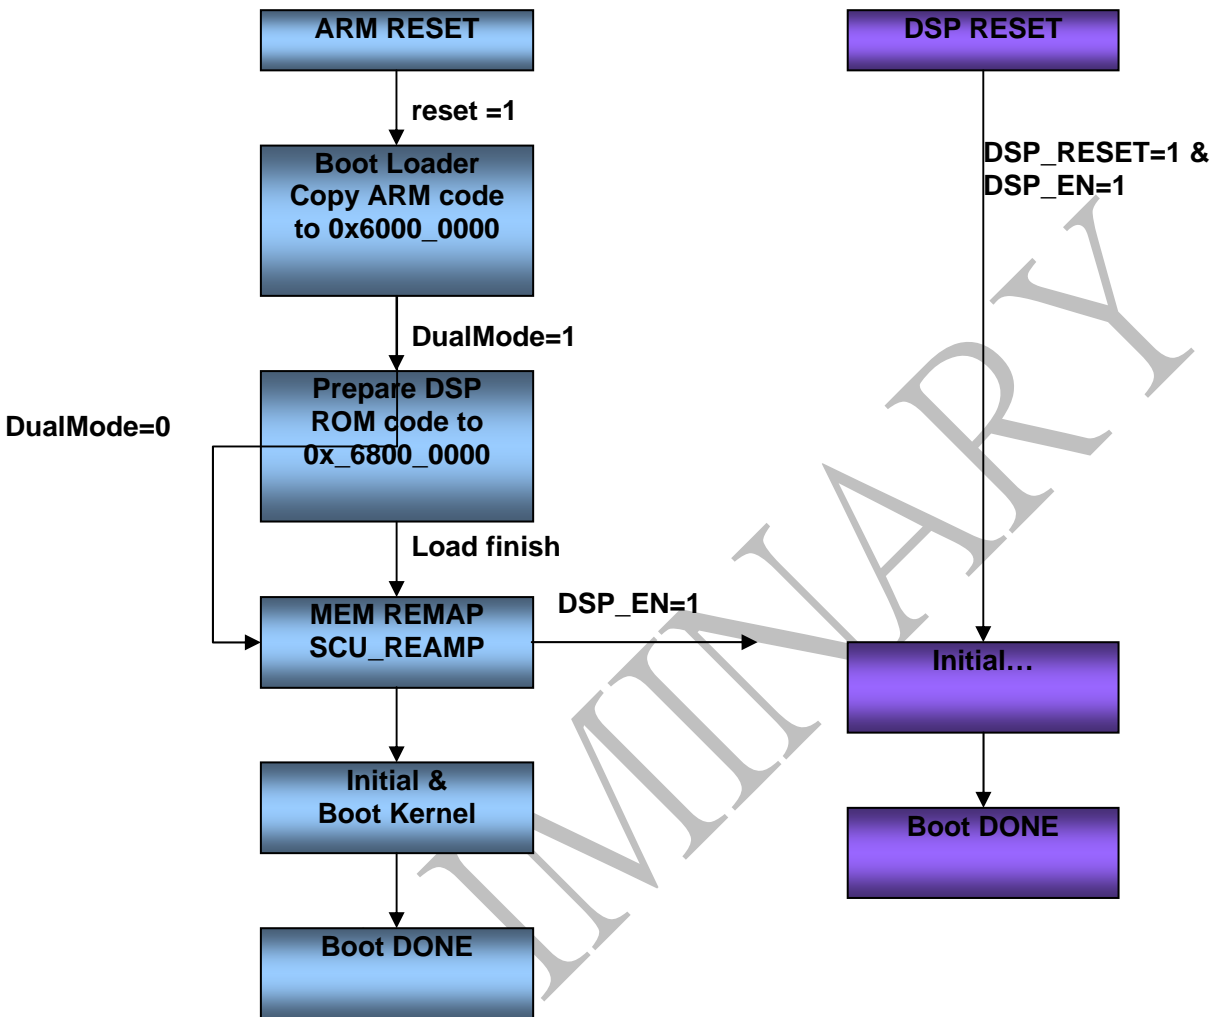 ARM RESET
DSP RESET
reset =1
Boot Loader
Copy ARM code
to 0x6000_0000
DSP_RESET=1 &
DSP_EN=1
DualMode=1
Prepare DSP
ROM code to
0x_6800_0000
DualMode=0
Load finish
MEM REMAP
SCU_REAMP
DSP_EN=1
Initial…
Initial &
Boot Kernel
Boot DONE
Boot DONE
IMINARY